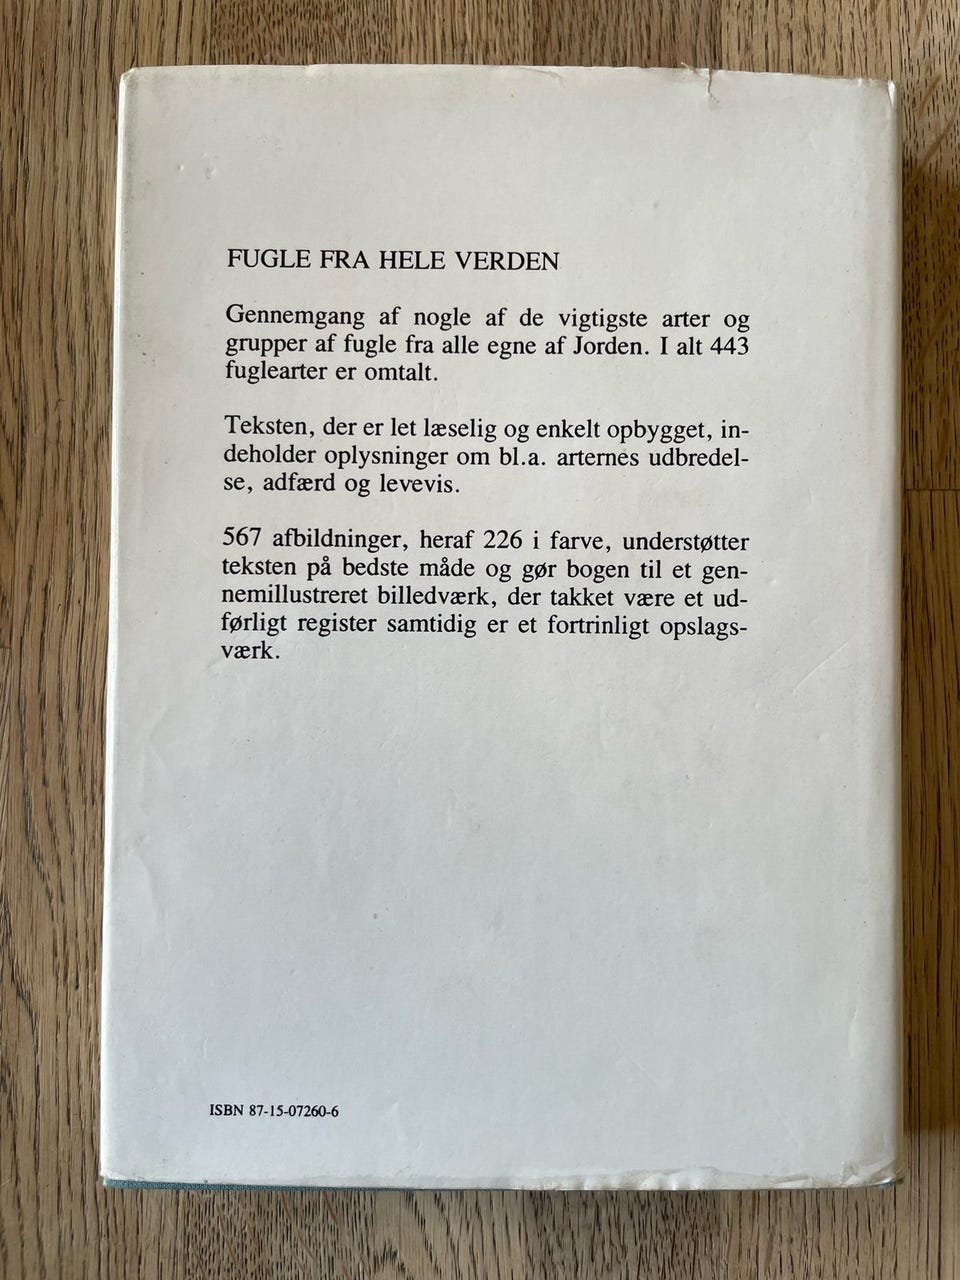 FUGLE FRA HELE VERDEN
Gennemgang af nogle af de vigtigste arter og
grupper af fugle fra alle egne af Jorden. I alt 443
fuglearter er omtalt.
Teksten, der er let læselig og enkelt opbygget, in-
deholder oplysninger om bl.a. arternes udbredel-
se, adfærd og levevis.
567 afbildninger, heraf 226 i farve, understøtter
teksten på bedste måde og gør bogen til et gen-
nemillustreret billedværk, der takket være et ud-
førligt register samtidig er et fortrinligt opslags-
værk.
ISBN 87-15-07260-6